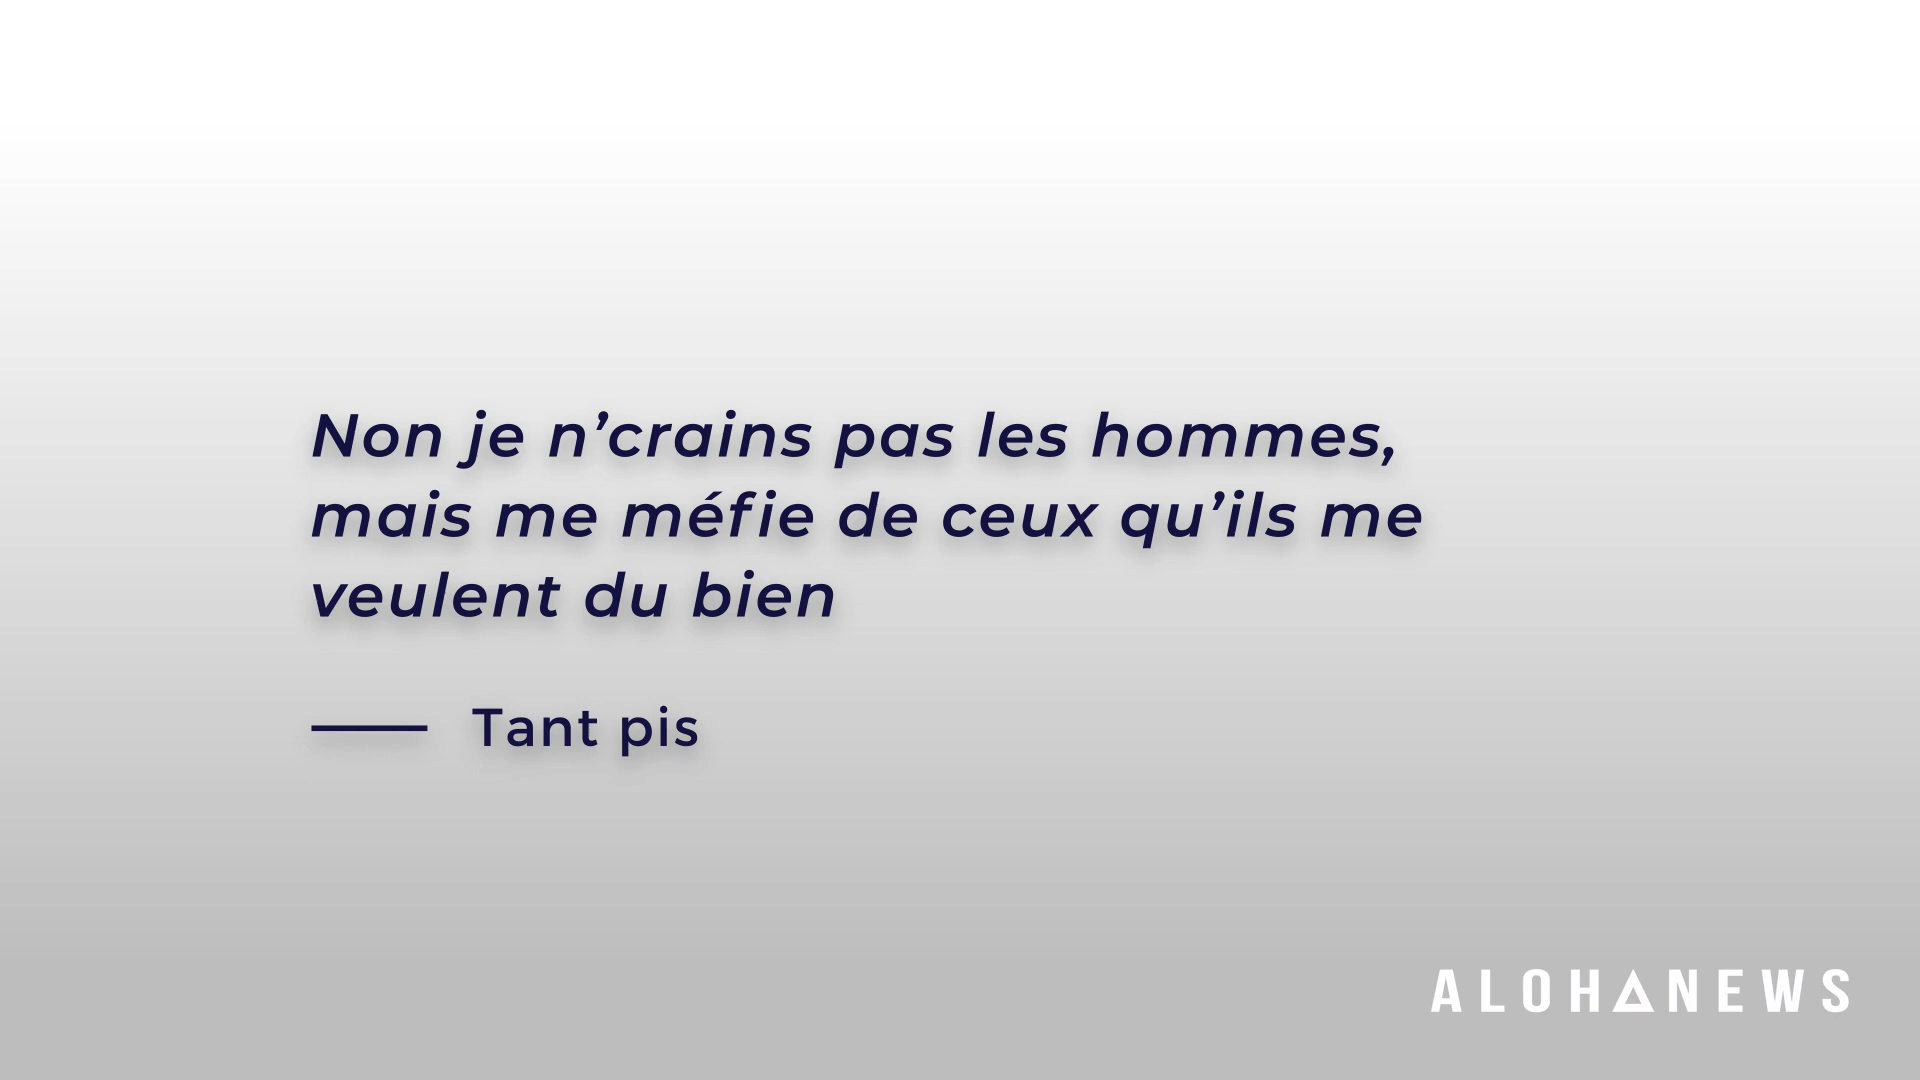 Non je n’crains pas les hommes,
mais me méfie de ceux qu’ils me
veulent du bien
Tant pis
ALOHANEWS